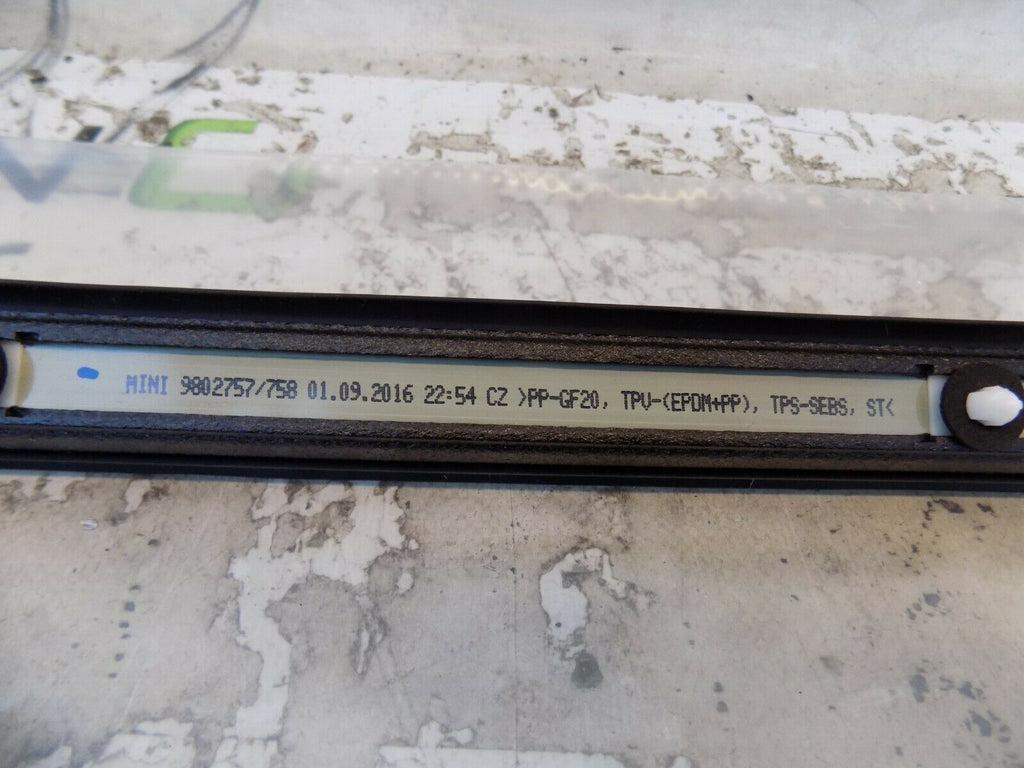 MINI 9802757/758 01.09.2016 22:54 CZ >PP-GF20, TPV-(EPDM+PP), TPS-SEBS, ST<